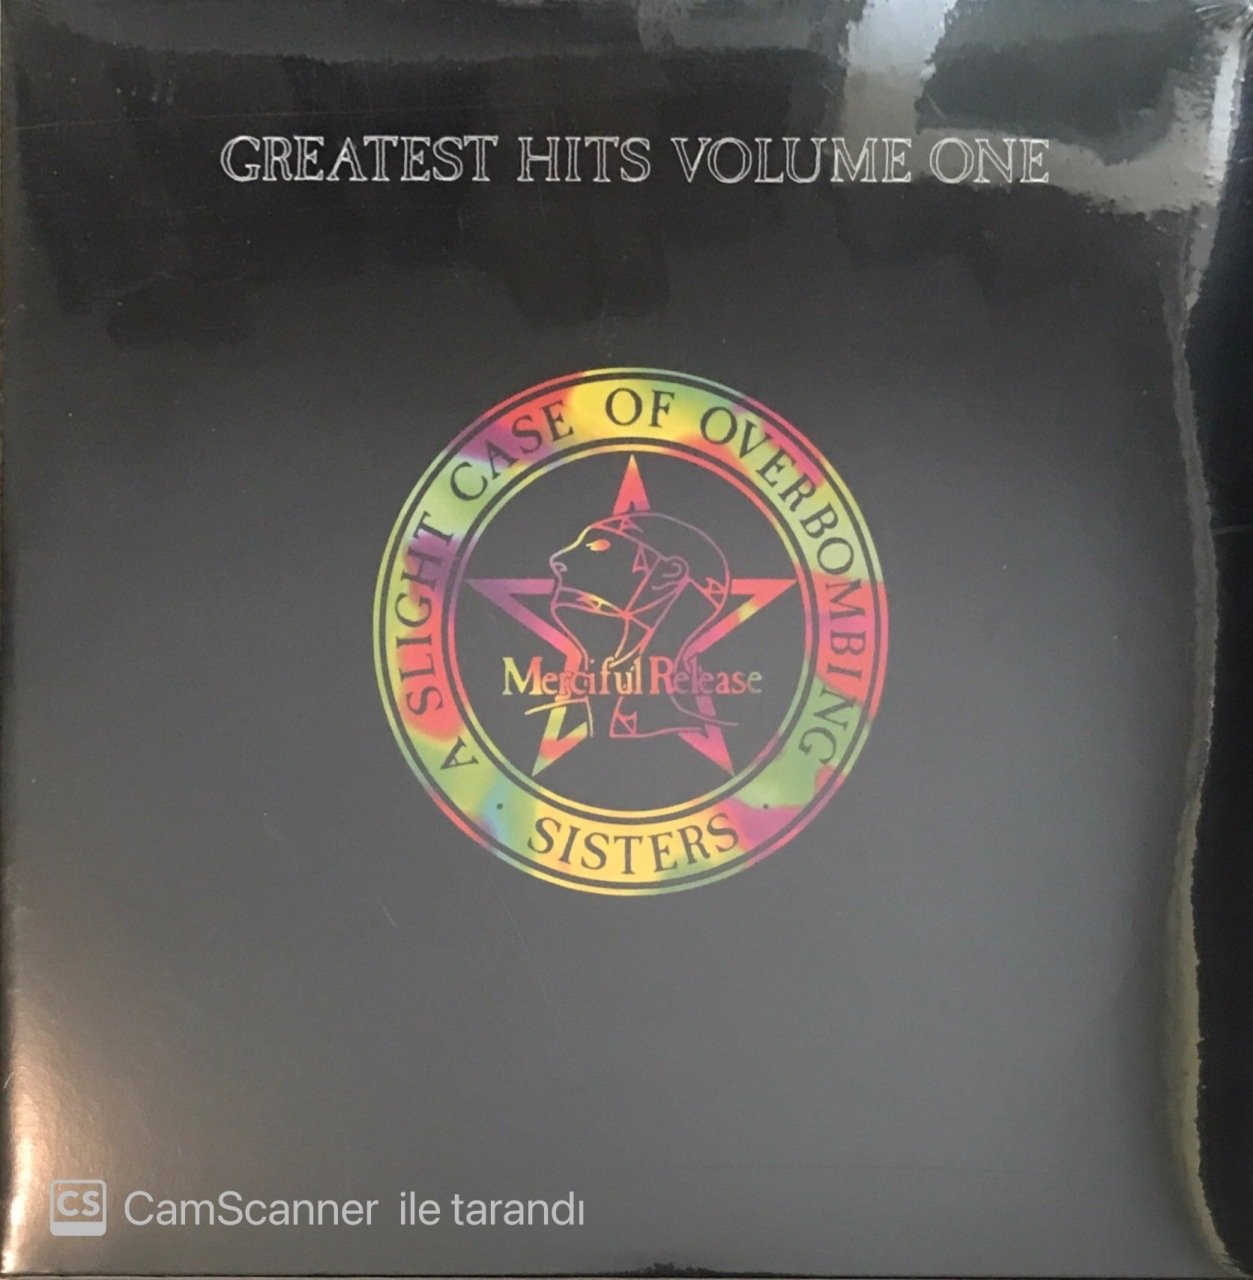 GREATEST HITS VOLUME ONE
A SLIGHT CASE OF OVERBOMBING
Merciful Release
· SISTERS ·
CS CamScanner ile tarandı